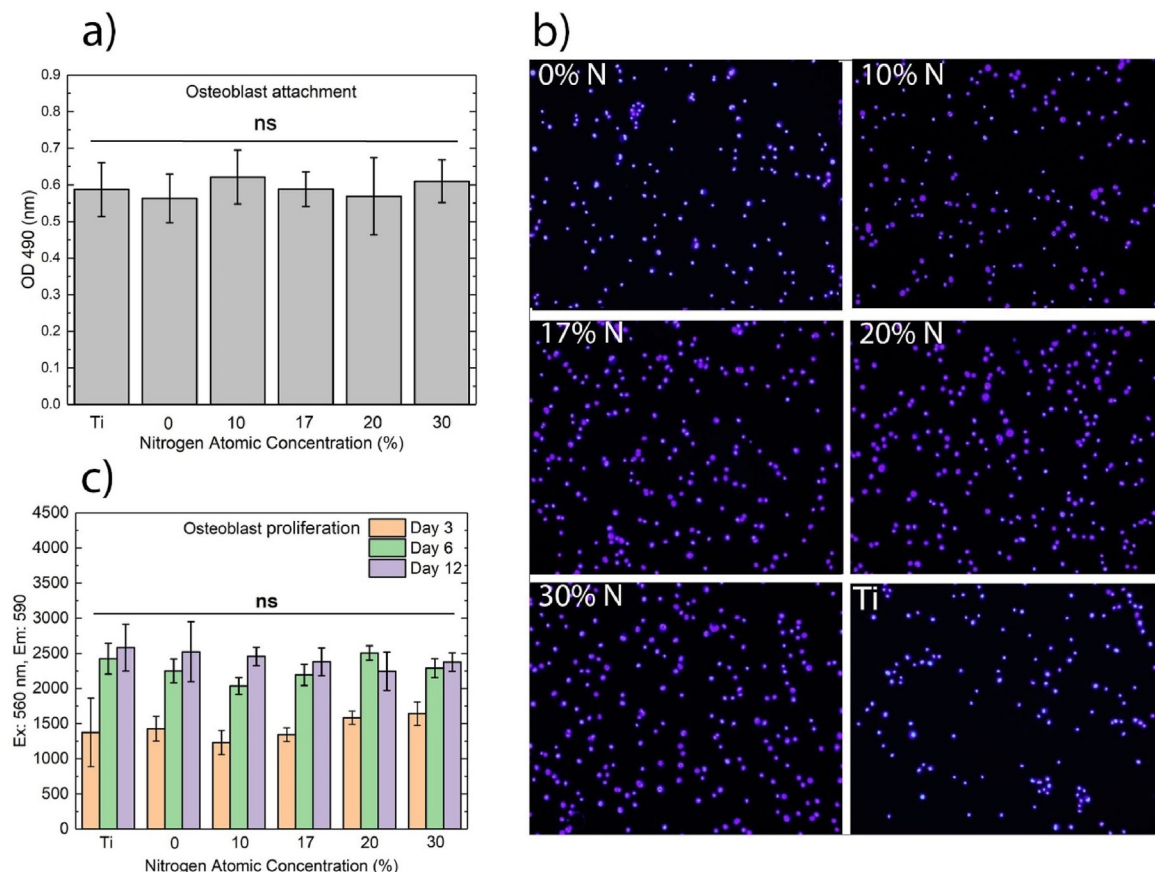 a)
0.9
0.8
0.7
0.6
0.5
0.4
0.3
0.2
0.1
0.0
OD 490 (nm)
Osteoblast attachment
ns
Ti 0 10 17 20 30
Nitrogen Atomic Concentration (%)
b)
0% N
10% N
17% N
20% N
30% N
Ti
c)
4500
4000
3500
3000
2500
2000
1500
1000
500
0
Ex: 560 nm, Em: 590
Osteoblast proliferation
Day 3
Day 6
Day 12
ns
Ti 0 10 17 20 30
Nitrogen Atomic Concentration (%)